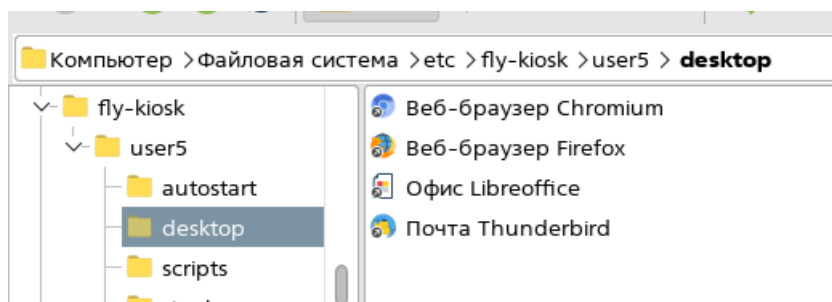 Компьютер >Файловая система >etc >fly-kiosk >user5 > desktop
fly-kiosk
user5
autostart
desktop
scripts
Веб-браузер Chromium
Веб-браузер Firefox
Офис Libreoffice
Почта Thunderbird